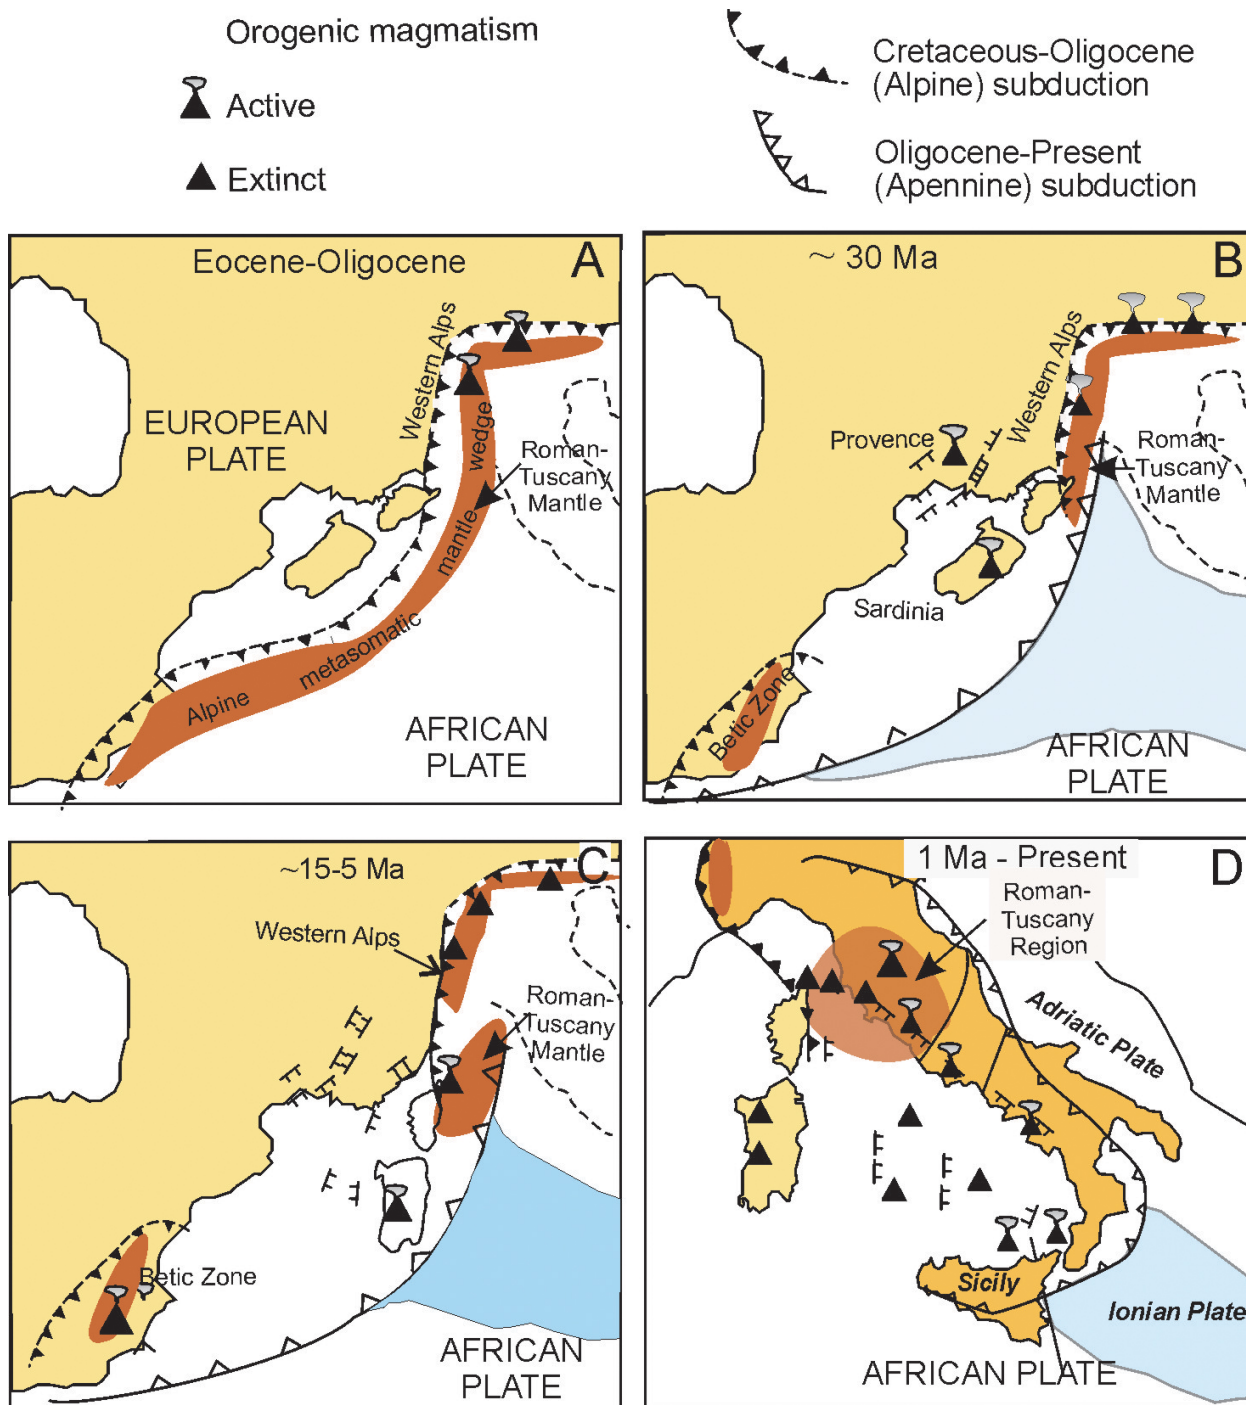 Orogenic magmatism
Active
Extinct
Cretaceous-Oligocene
(Alpine) subduction
Oligocene-Present
(Apennine) subduction
Eocene-Oligocene
A
Western Alps
EUROPEAN
PLATE
wedge
Roman-
Tuscany
Mantle
mantle
metasomatic
Alpine
AFRICAN
PLATE
~ 30 Ma
B
Western Alps
Provence
Roman-
Tuscany
Mantle
Sardinia
Betic Zone
AFRICAN
PLATE
~15-5 Ma
C
Western Alps
Roman-
Tuscany
Mantle
Betic Zone
AFRICAN
PLATE
1 Ma - Present
D
Roman-
Tuscany
Region
Adriatic Plate
Sicily
Ionian Plate
AFRICAN PLATE